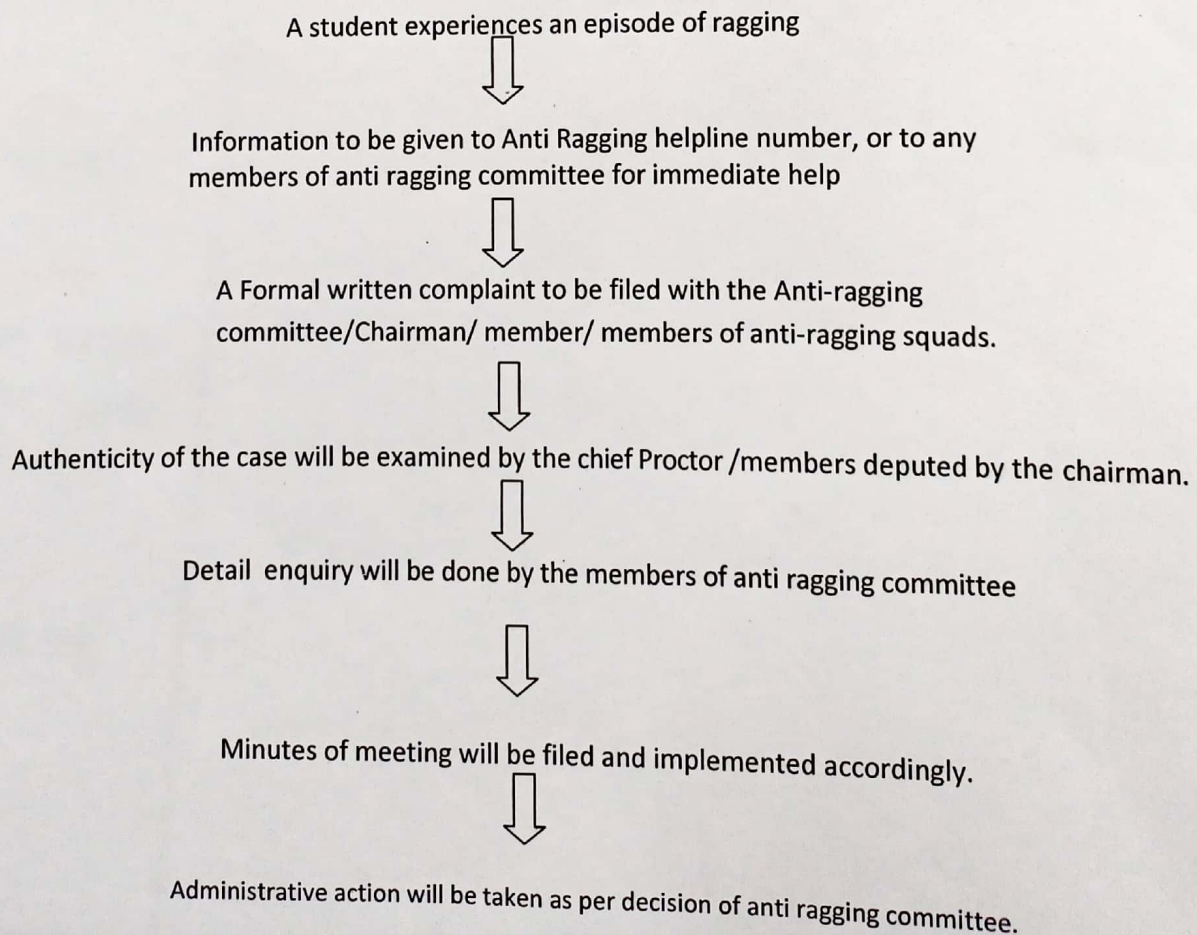 A student experiences an episode of ragging
Information to be given to Anti Ragging helpline number, or to any
members of anti ragging committee for immediate help
A Formal written complaint to be filed with the Anti-ragging
committee/Chairman/ member/ members of anti-ragging squads.
Authenticity of the case will be examined by the chief Proctor /members deputed by the chairman.
Detail enquiry will be done by the members of anti ragging committee
Minutes of meeting will be filed and implemented accordingly.
Administrative action will be taken as per decision of anti ragging committee.